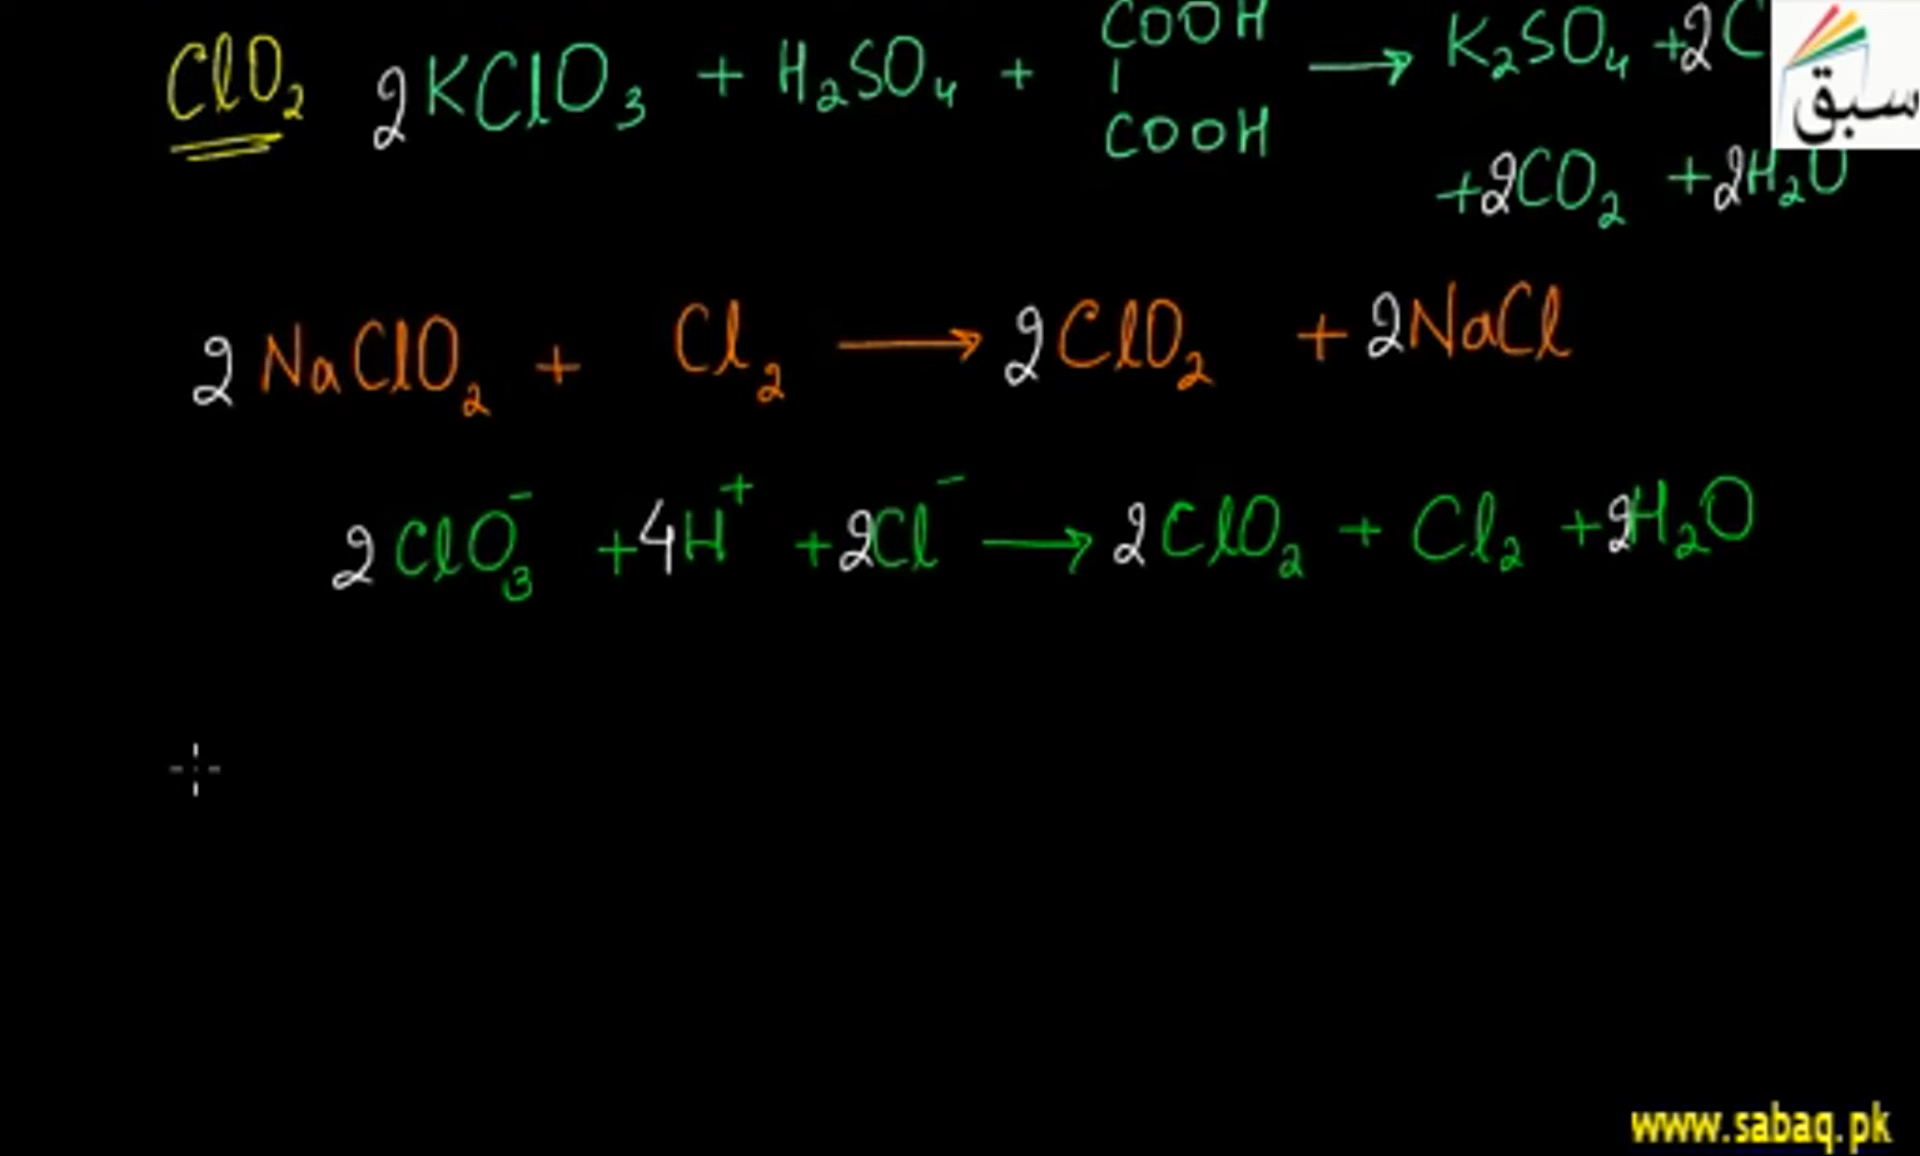 ClO₂ 2KClO₃ + H₂SO₄ + COOH
|
COOH → K₂SO₄ + 2C
سبق
+ 2CO₂ + 2H₂O
2NaClO₂ + Cl₂ → 2ClO₂ + 2NaCl
2ClO₃⁻ + 4H⁺ + 2Cl⁻ → 2ClO₂ + Cl₂ + 2H₂O
www.sabaq.pk